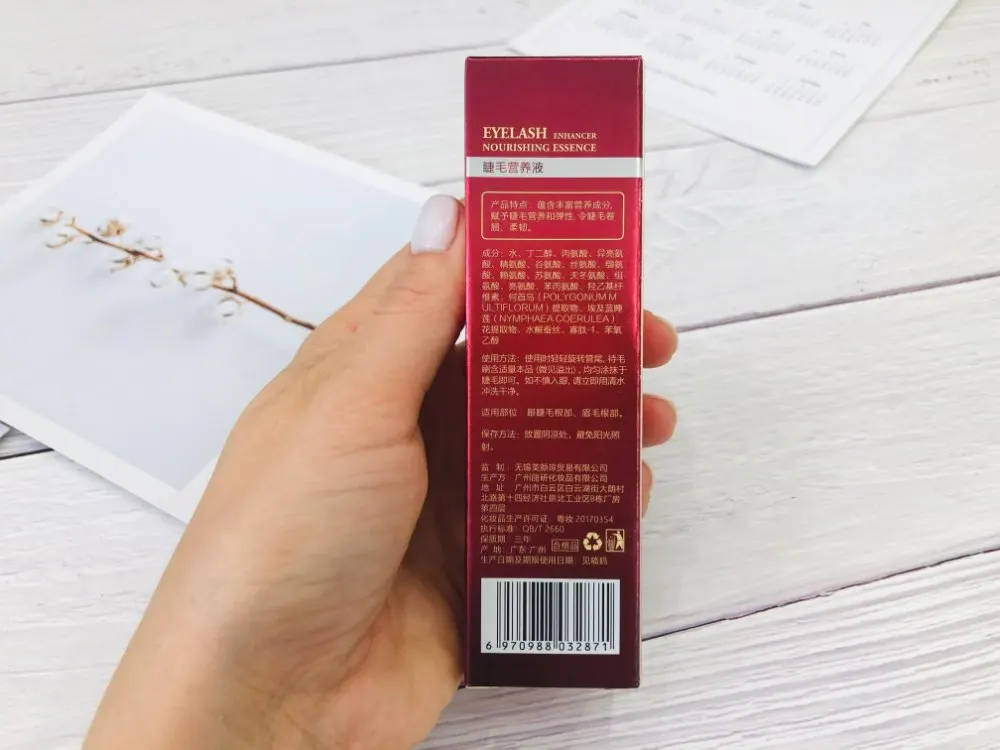 EYELASH ENHANCER
NOURISHING ESSENCE
睫毛营养液
产品特点：蕴含丰富营养成分,
赋予睫毛营养和弹性,令睫毛卷
翘、柔韧。
成分：水、丁二醇、丙氨酸、异亮氨
酸、精氨酸、谷氨酸、丝氨酸、缬氨
酸、赖氨酸、苏氨酸、天冬氨酸、组
氨酸、亮氨酸、苯丙氨酸、羟乙基纤
维素、何首乌（POLYGONUM M
ULTIFLORUM）提取物、埃及蓝睡
莲（NYMPHAEA COERULEA）
花提取物、水解蚕丝、寡肽-1、苯氧
乙醇
使用方法：使用时轻轻旋转管尾, 待毛
刷含适量本品 (微见溢出) , 均匀涂抹于
睫毛即可。如不慎入眼, 请立即用清水
冲洗干净。
适用部位：眼睫毛根部、眉毛根部。
保存方法：放置阴凉处，避免阳光照
射。
监 制：无锡美颜琼贸易有限公司
生产方：广州丽研化妆品有限公司
地 址：广州市白云区白云湖街大朗村
北路第十四经济社崇北工业区B栋厂房
第四层
化妆品生产许可证：粤妆20170354
执行标准：QB/T 2660
保质期：三年
产 地：广东·广州
生产日期及期限使用日期：见喷码
6 970988 032871